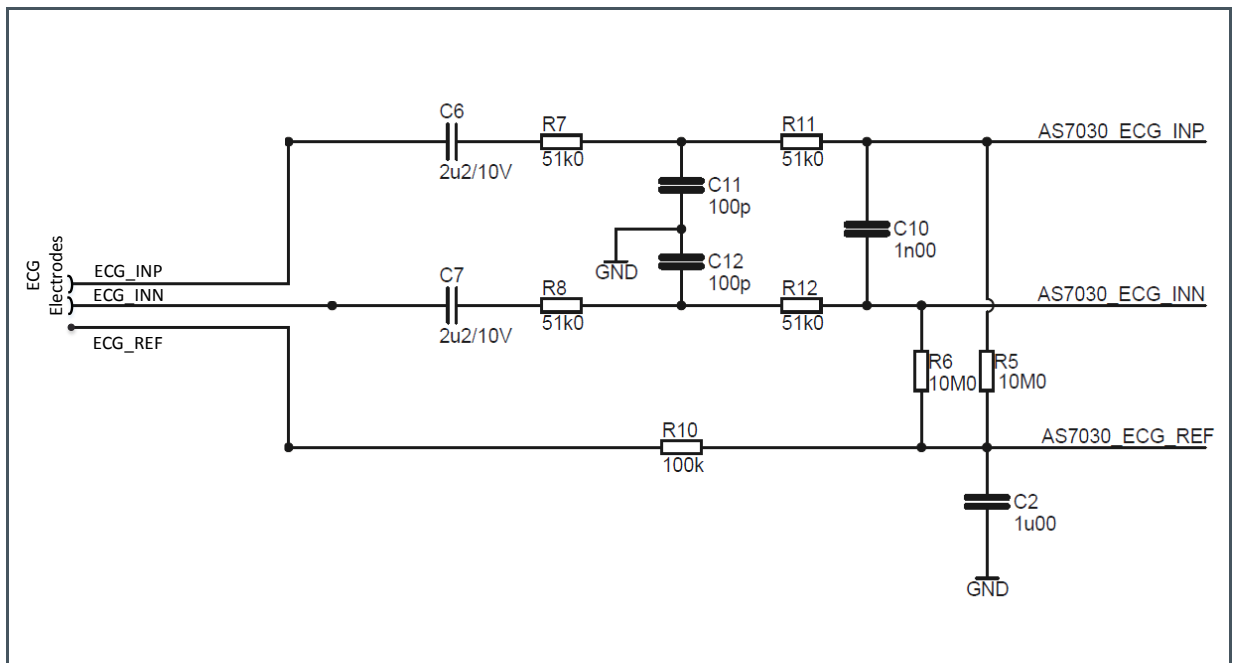 C6
2u2/10V
R7
51k0
R11
51k0
AS7030_ECG_INP
C11
100p
C10
1n00
GND
C12
100p
ECG
Electrodes
ECG_INP
ECG_INN
ECG_REF
C7
2u2/10V
R8
51k0
R12
51k0
AS7030_ECG_INN
R6
10M0
R5
10M0
R10
100k
AS7030_ECG_REF
C2
1u00
GND